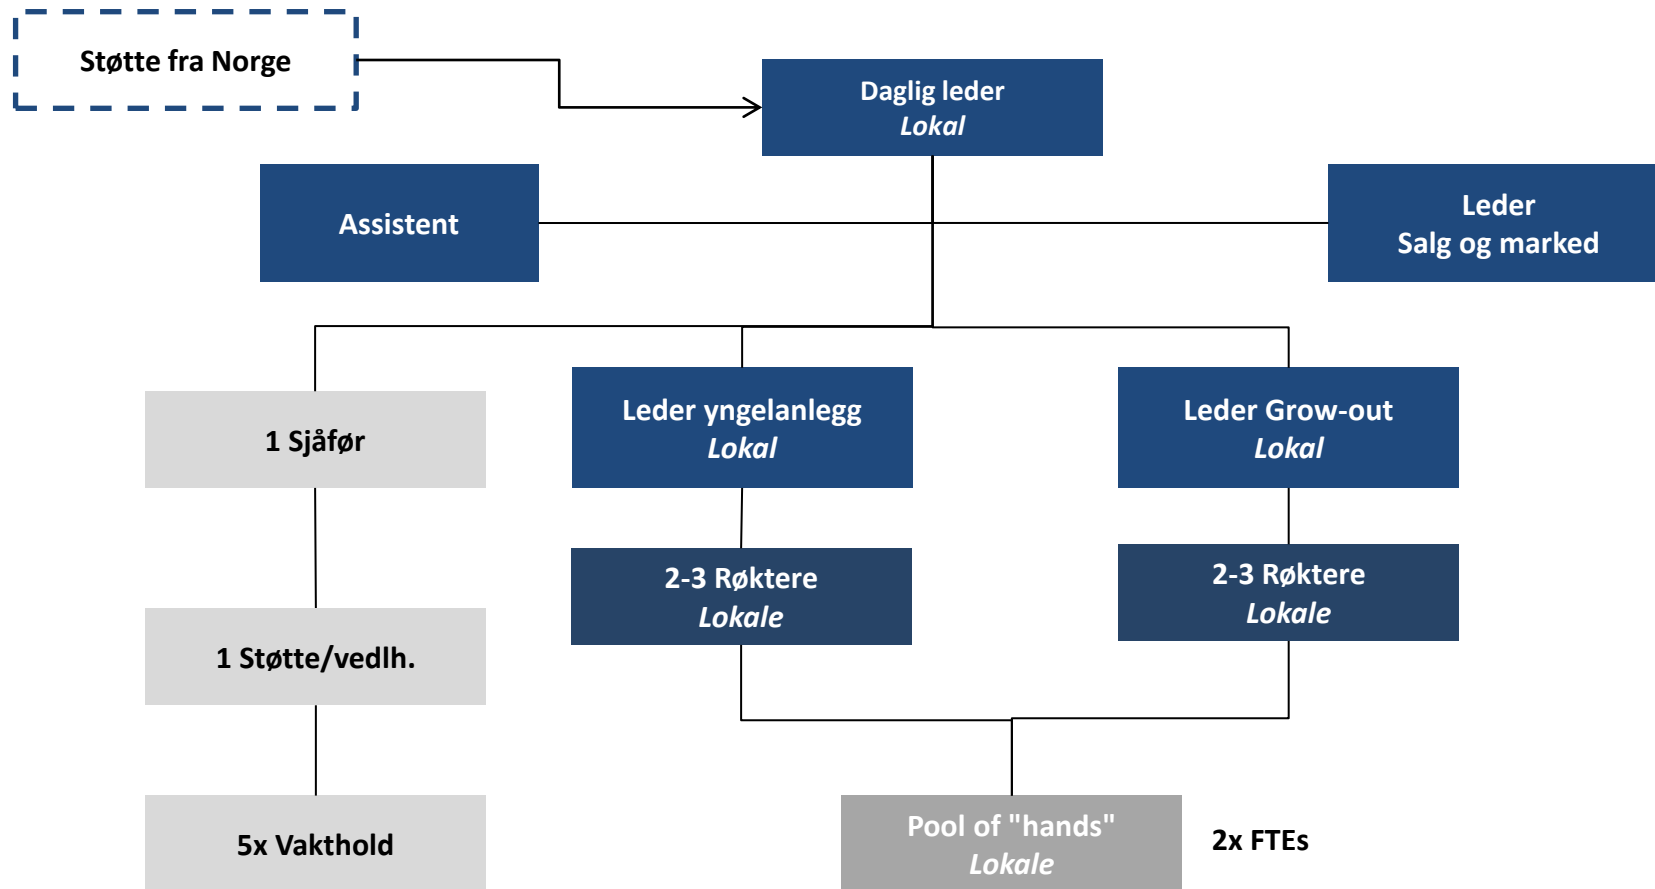 Støtte fra Norge
Daglig leder
Lokal
Assistent
Leder
Salg og marked
1 Sjåfør
Leder yngelanlegg
Lokal
Leder Grow-out
Lokal
2-3 Røktere
Lokale
2-3 Røktere
Lokale
1 Støtte/vedlh.
5x Vakthold
Pool of "hands"
Lokale
2x FTEs